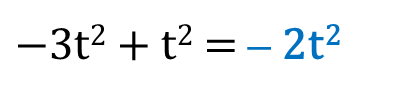 −3t² + t² = − 2t²